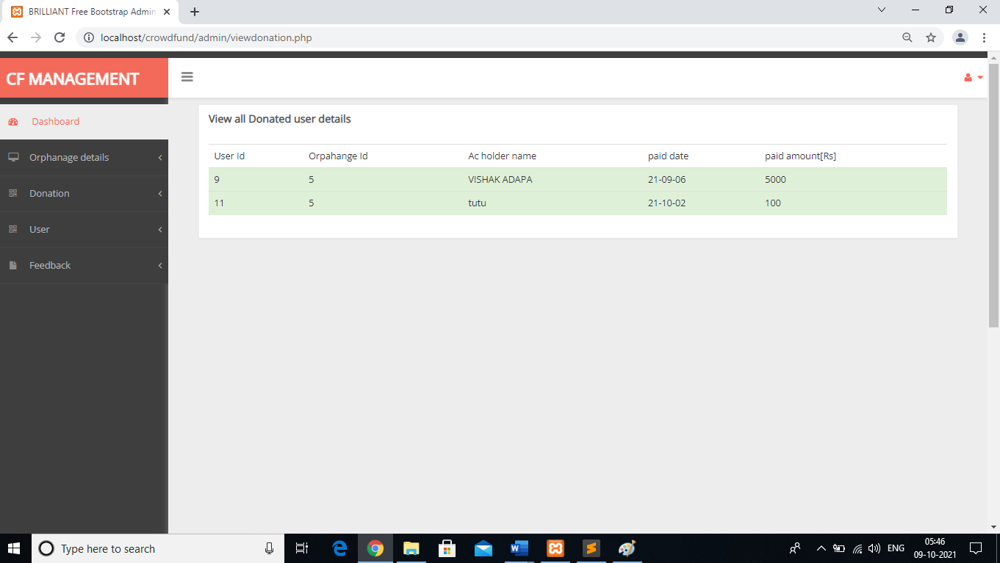 BRILLIANT Free Bootstrap Admin
localhost/crowdfund/admin/viewdonation.php
CF MANAGEMENT
Dashboard
Orphanage details
Donation
User
Feedback
View all Donated user details
User Id Orpahange Id Ac holder name paid date paid amount[Rs]
9 5 VISHAK ADAPA 21-09-06 5000
11 5 tutu 21-10-02 100
Type here to search
ENG
05:46
09-10-2021